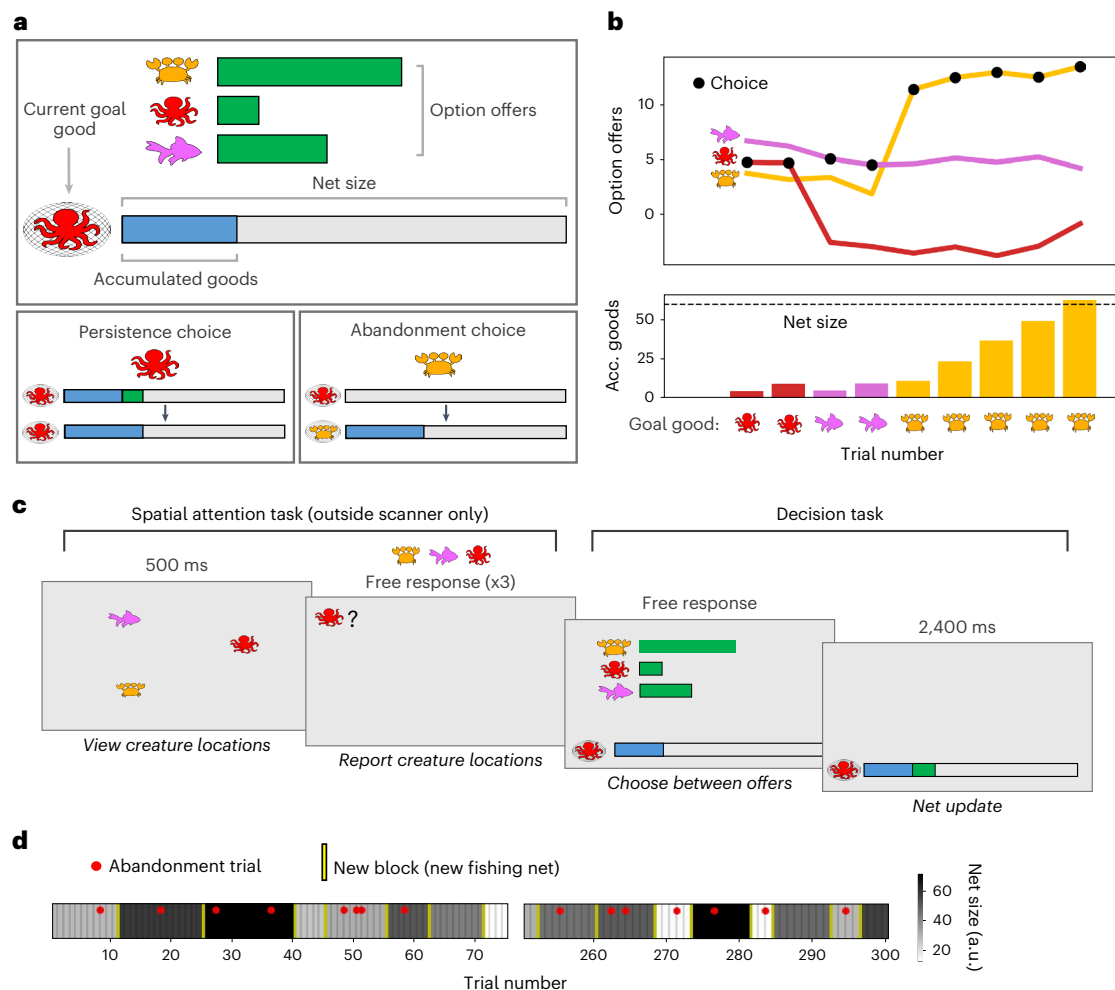 a
Option offers
Current goal
good
Net size
Accumulated goods
Persistence choice
Abandonment choice
b
Choice
Option offers
10
5
0
Net size
Acc. goods
50
25
0
Goal good:
Trial number
c
Spatial attention task (outside scanner only)
Decision task
500 ms
Free response (x3)
Free response
2,400 ms
?
View creature locations
Report creature locations
Choose between offers
Net update
d
Abandonment trial
New block (new fishing net)
Net size (a.u.)
60
40
20
10 20 30 40 50 60 70 260 270 280 290 300
Trial number